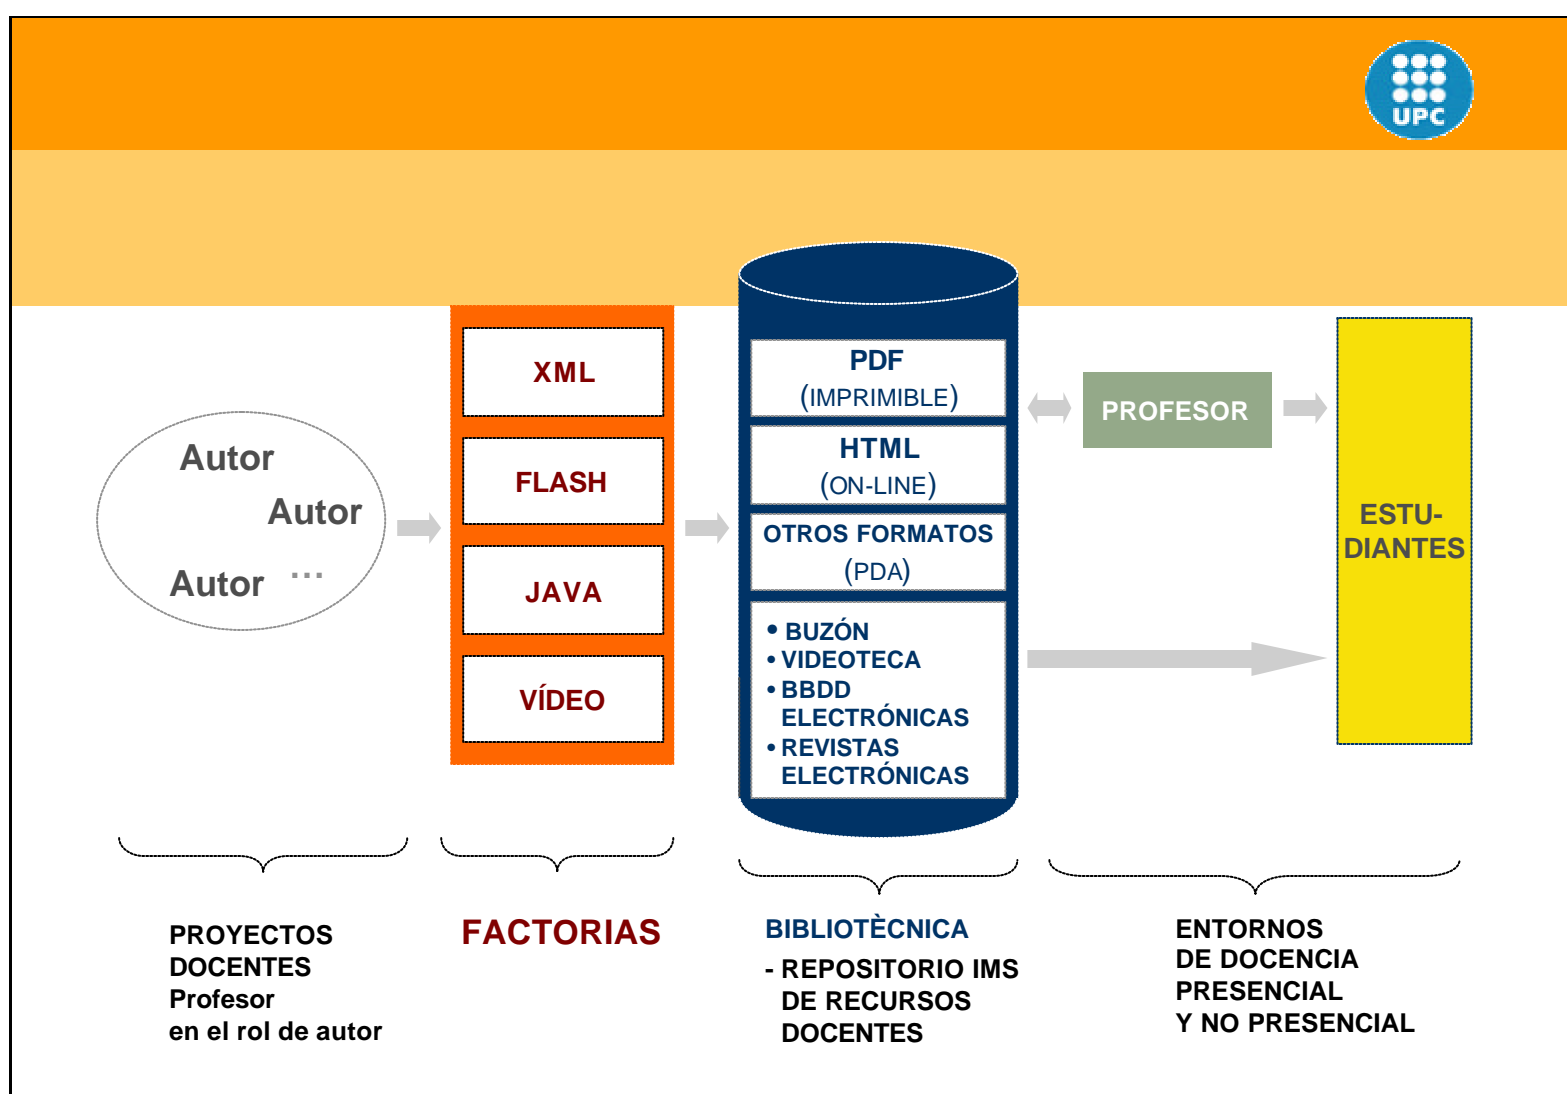 UPC
Autor
Autor
Autor ...
XML
FLASH
JAVA
VÍDEO
PDF
(IMPRIMIBLE)
HTML
(ON-LINE)
OTROS FORMATOS
(PDA)
• BUZÓN
• VIDEOTECA
• BBDD
ELECTRÓNICAS
• REVISTAS
ELECTRÓNICAS
PROFESOR
ESTU-
DIANTES
PROYECTOS
DOCENTES
Profesor
en el rol de autor
FACTORIAS
BIBLIOTÈCNICA
- REPOSITORIO IMS
DE RECURSOS
DOCENTES
ENTORNOS
DE DOCENCIA
PRESENCIAL
Y NO PRESENCIAL